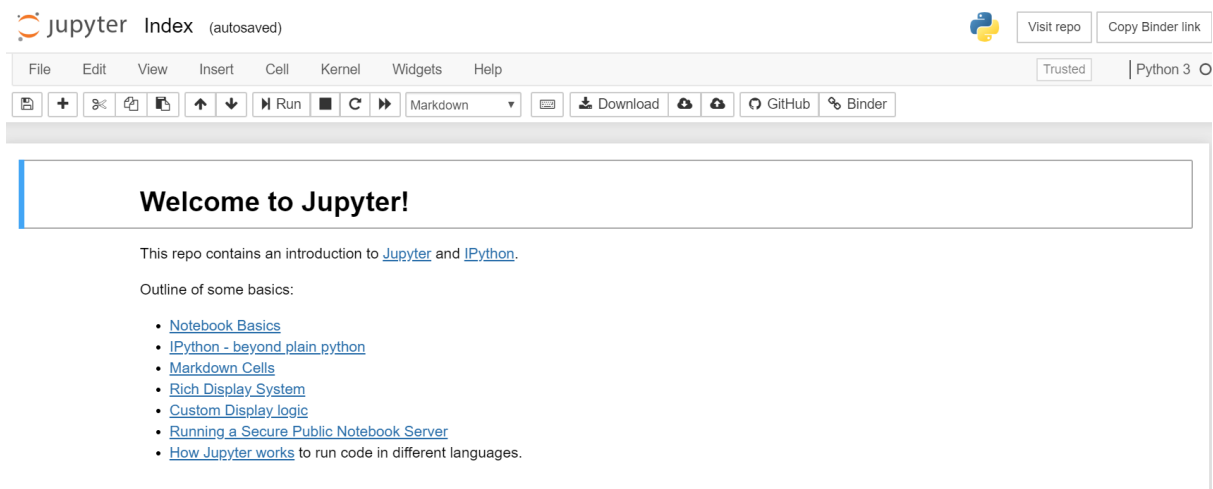 jupyter Index (autosaved) Visit repo Copy Binder link
File Edit View Insert Cell Kernel Widgets Help Trusted Python 3
Run Markdown Download GitHub Binder
Welcome to Jupyter!
This repo contains an introduction to Jupyter and IPython.
Outline of some basics:
• Notebook Basics
• IPython - beyond plain python
• Markdown Cells
• Rich Display System
• Custom Display logic
• Running a Secure Public Notebook Server
• How Jupyter works to run code in different languages.